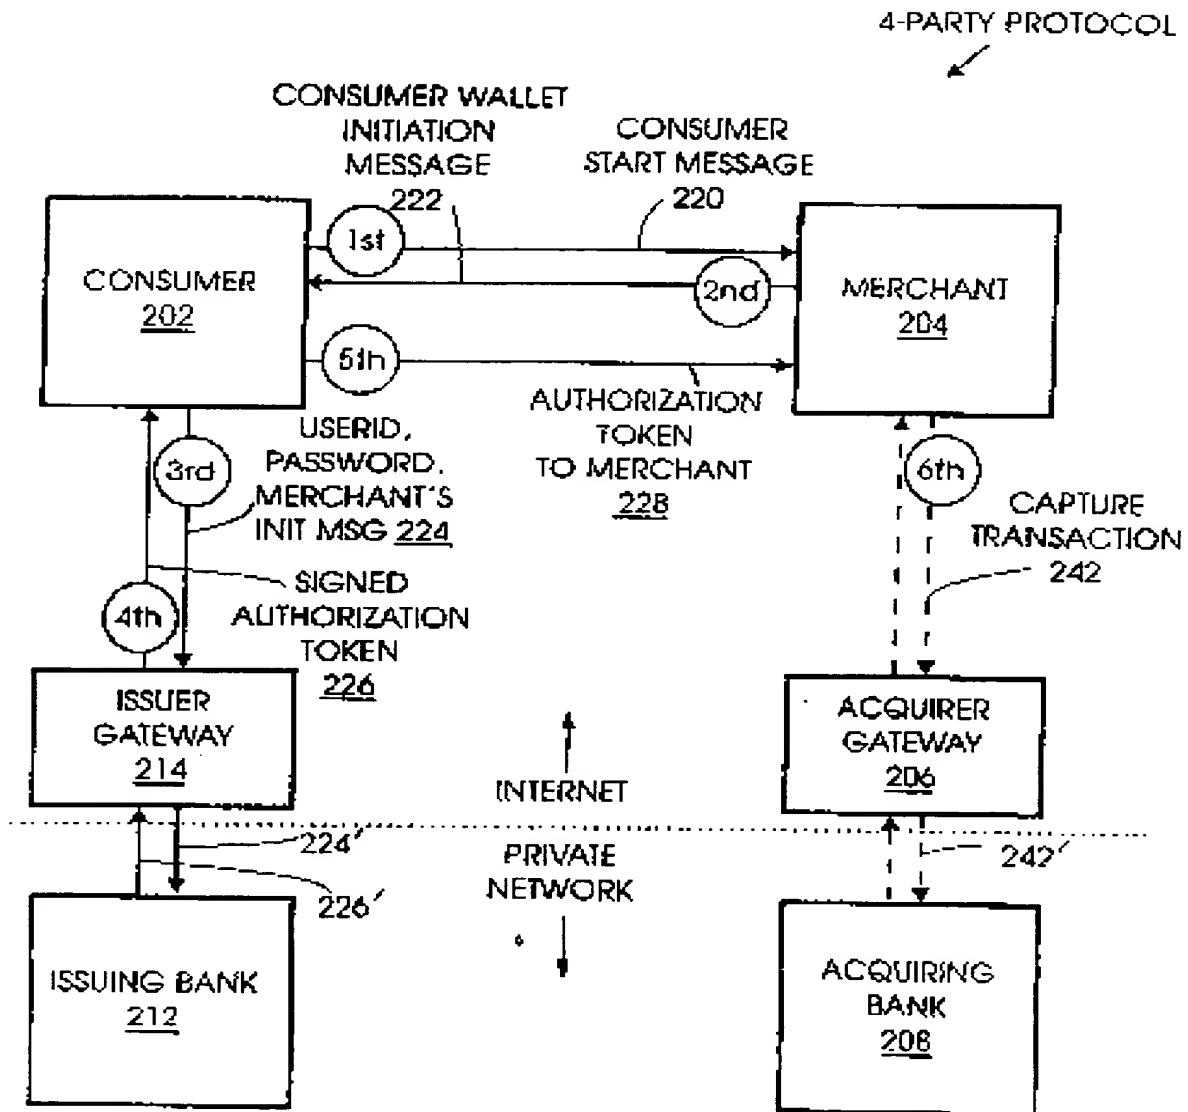 4-PARTY PROTOCOL
CONSUMER WALLET
INITIATION
MESSAGE
222
CONSUMER
START MESSAGE
220
1st
CONSUMER
202
2nd
MERCHANT
204
5th
AUTHORIZATION
TOKEN
TO MERCHANT
228
USERID,
PASSWORD,
MERCHANT'S
INIT MSG 224
3rd
6th
CAPTURE
TRANSACTION
242
SIGNED
AUTHORIZATION
TOKEN
226
4th
ISSUER
GATEWAY
214
ACQUIRER
GATEWAY
206
INTERNET
224'
PRIVATE
NETWORK
242'
226'
ISSUING BANK
212
ACQUIRING
BANK
208